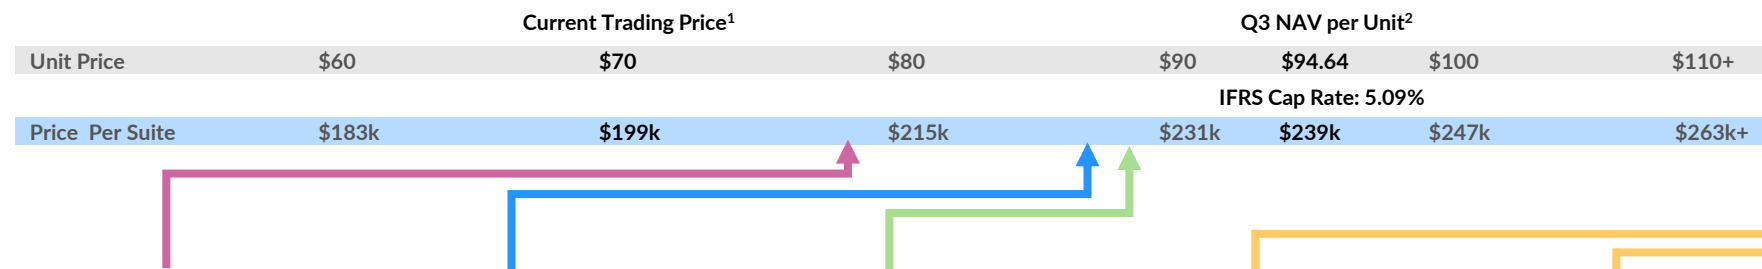 Current Trading Price¹ Q3 NAV per Unit²
Unit Price $60 $70 $80 $90 $94.64 $100 $110+
IFRS Cap Rate: 5.09%
Price Per Suite $183k $199k $215k $231k $239k $247k $263k+